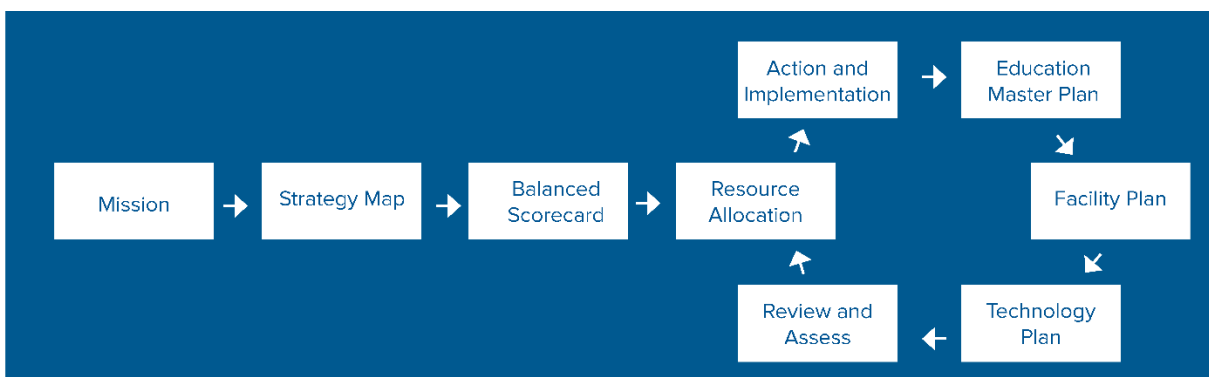 Action and
Implementation
Education
Master Plan
Mission
Strategy Map
Balanced
Scorecard
Resource
Allocation
Facility Plan
Review and
Assess
Technology
Plan